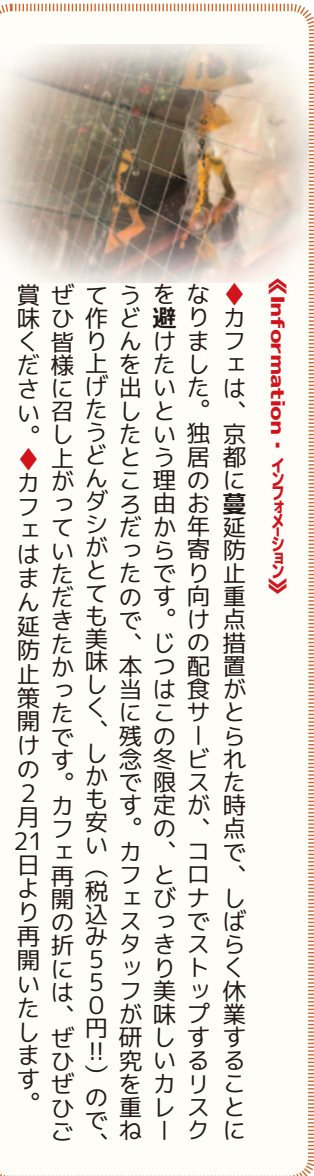 《Information - インフォメーション》
◆カフェは、京都に蔓延防止重点措置がとられた時点で、しばらく休業することに
なりました。独居のお年寄り向けの配食サービスが、コロナでストップするリスク
を避けたいという理由からです。じつはこの冬限定の、とびっきり美味しいカレー
うどんを出したところだったので、本当に残念です。カフェスタッフが研究を重ね
て作り上げたうどんダシがとても美味しく、しかも安い（税込み５５０円!!）ので、
ぜひ皆様に召し上がっていただきたかったです。カフェ再開の折には、ぜひぜひご
賞味ください。◆カフェはまん延防止策開けの２月21日より再開いたします。